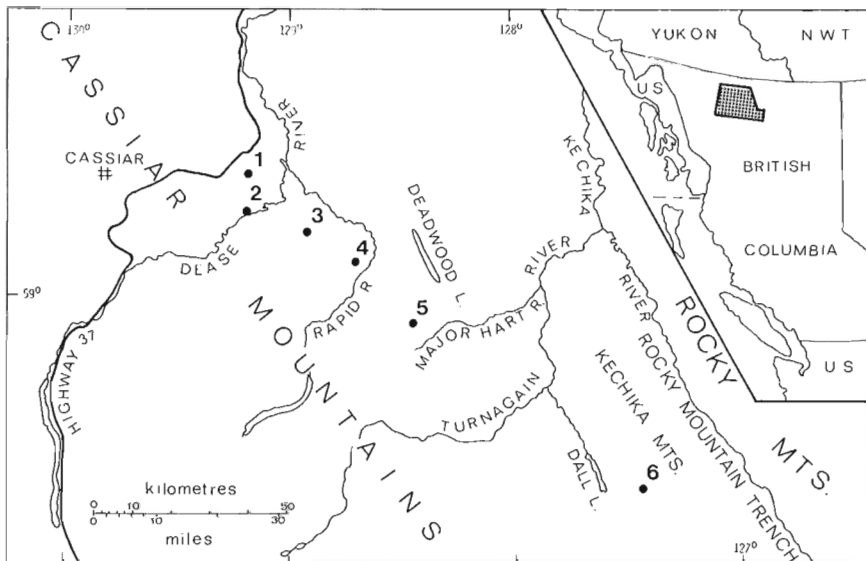 130°
129°
128°
CASSIAR
MOUNTAINS
CASSIAR
1
2
3
4
5
6
RIVER
DEASE
RAPID R.
DEADWOOD L.
MAJOR HART R.
KECHIKA
RIVER
RIVER
TURNAGAIN
DALL L.
KECHIKA MTS.
ROCKY MOUNTAIN TRENCH
ROCKY
MTS.
59°
HIGHWAY 37
kilometres
0 10 50
0 10 30
miles
127°
YUKON
NWT
US
BRITISH
COLUMBIA
US